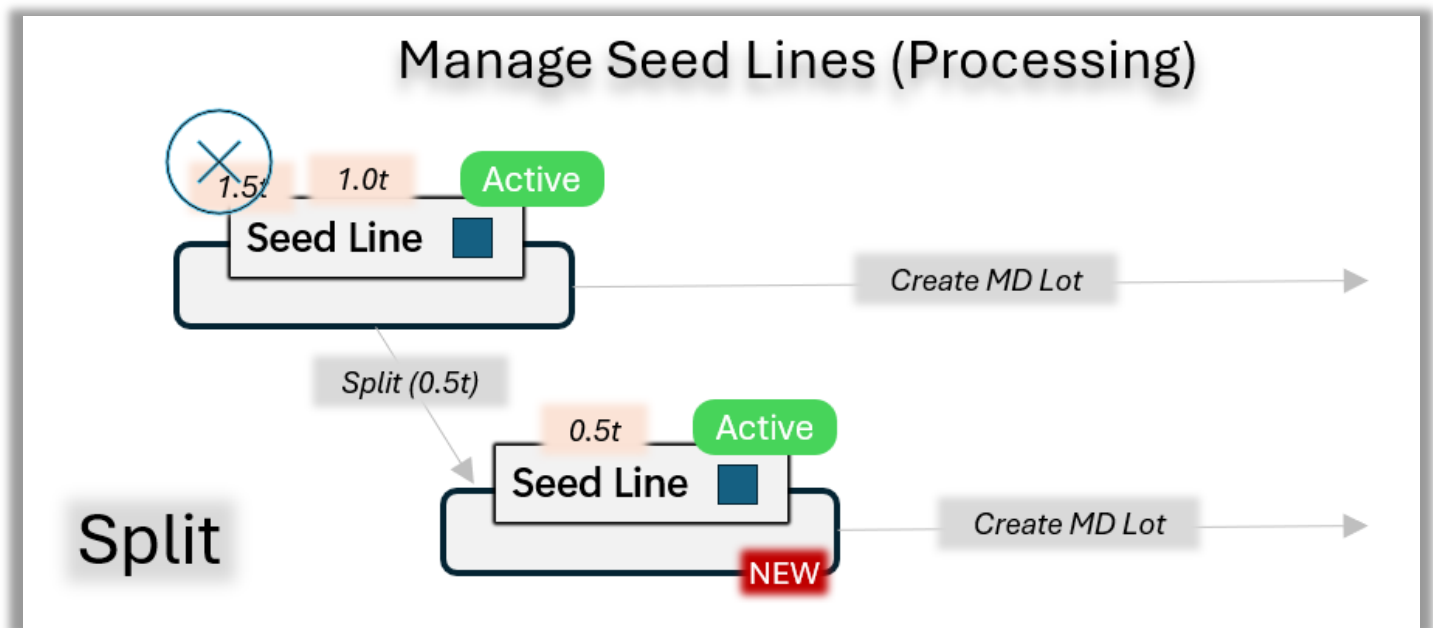 Manage Seed Lines (Processing)
1.5t
1.0t
Active
Seed Line
Create MD Lot
Split (0.5t)
0.5t
Active
Seed Line
Create MD Lot
Split
NEW